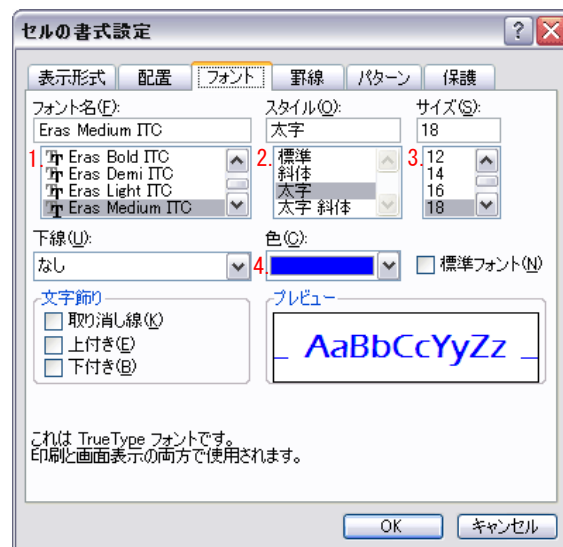 セルの書式設定
表示形式 配置 フォント 罫線 パターン 保護
フォント名(F): スタイル(O): サイズ(S):
Eras Medium ITC 太字 18
1. Eras Bold ITC 2. 標準 3. 12
Eras Demi ITC 斜体 14
Eras Light ITC 太字 16
Eras Medium ITC 太字 斜体 18
下線(U): 色(C):
なし 4. 標準フォント(N)
文字飾り プレビュー
取り消し線(K)
上付き(E)
下付き(B)
AaBbCcYyZz
これは TrueType フォントです。
印刷と画面表示の両方で使用されます。
OK キャンセル